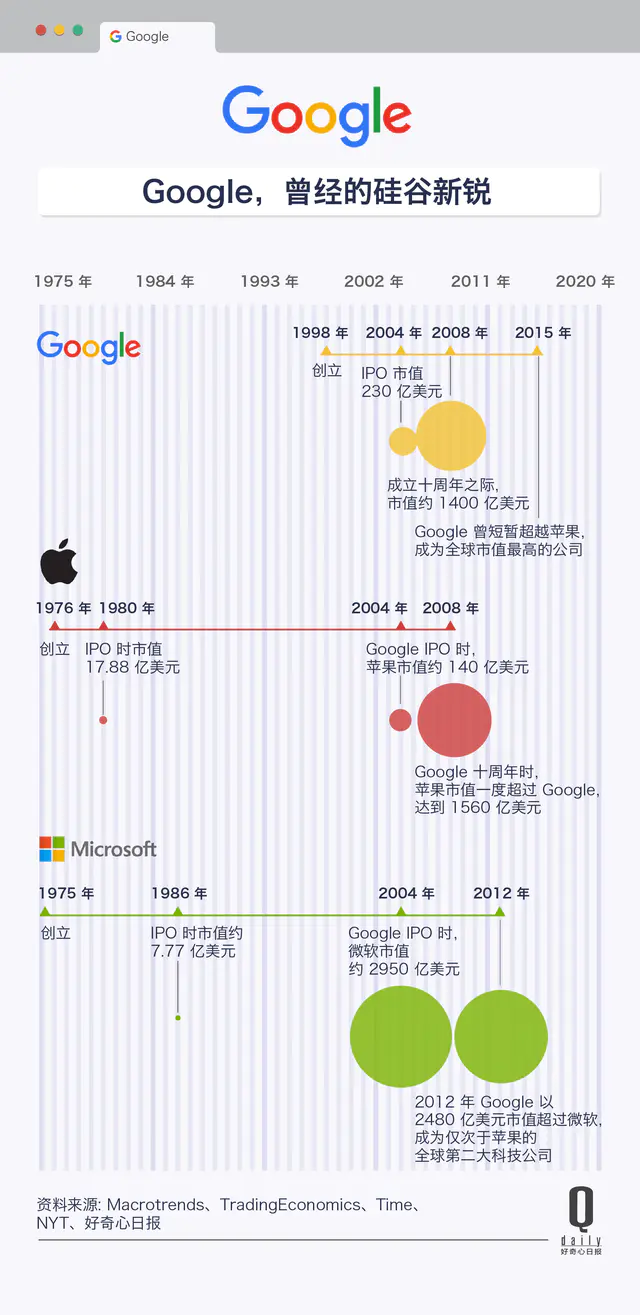 Google
Google
Google，曾经的硅谷新锐
1975 年 1984 年 1993 年 2002 年 2011 年 2020 年
Google
1998 年 2004 年 2008 年 2015 年
创立
IPO 市值
230 亿美元
成立十周年之际，
市值约 1400 亿美元
Google 曾短暂超越苹果，
成为全球市值最高的公司
1976 年 1980 年 2004 年 2008 年
创立
IPO 时市值
17.88 亿美元
Google IPO 时，
苹果市值约 140 亿美元
Google 十周年时，
苹果市值一度超过 Google，
达到 1560 亿美元
Microsoft
1975 年 1986 年 2004 年 2012 年
创立
IPO 时市值约
7.77 亿美元
Google IPO 时，
微软市值
约 2950 亿美元
2012 年 Google 以
2480 亿美元市值超过微软，
成为仅次于苹果的
全球第二大科技公司
资料来源: Macrotrends、TradingEconomics、Time、
NYT、好奇心日报
Q
daily
好奇心日报